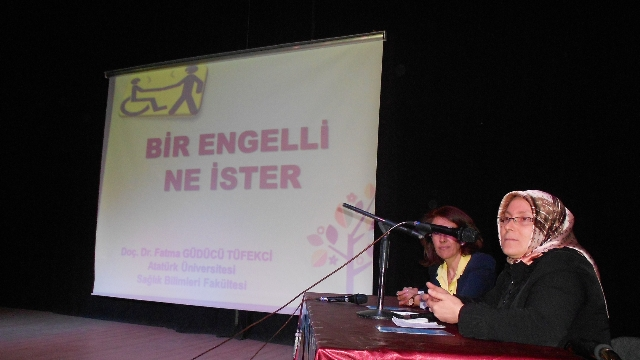 BİR ENGELLİ
NE İSTER
Doç. Dr. Fatma GÜDÜCÜ TÜFEKCİ
Atatürk Üniversitesi
Sağlık Bilimleri Fakültesi